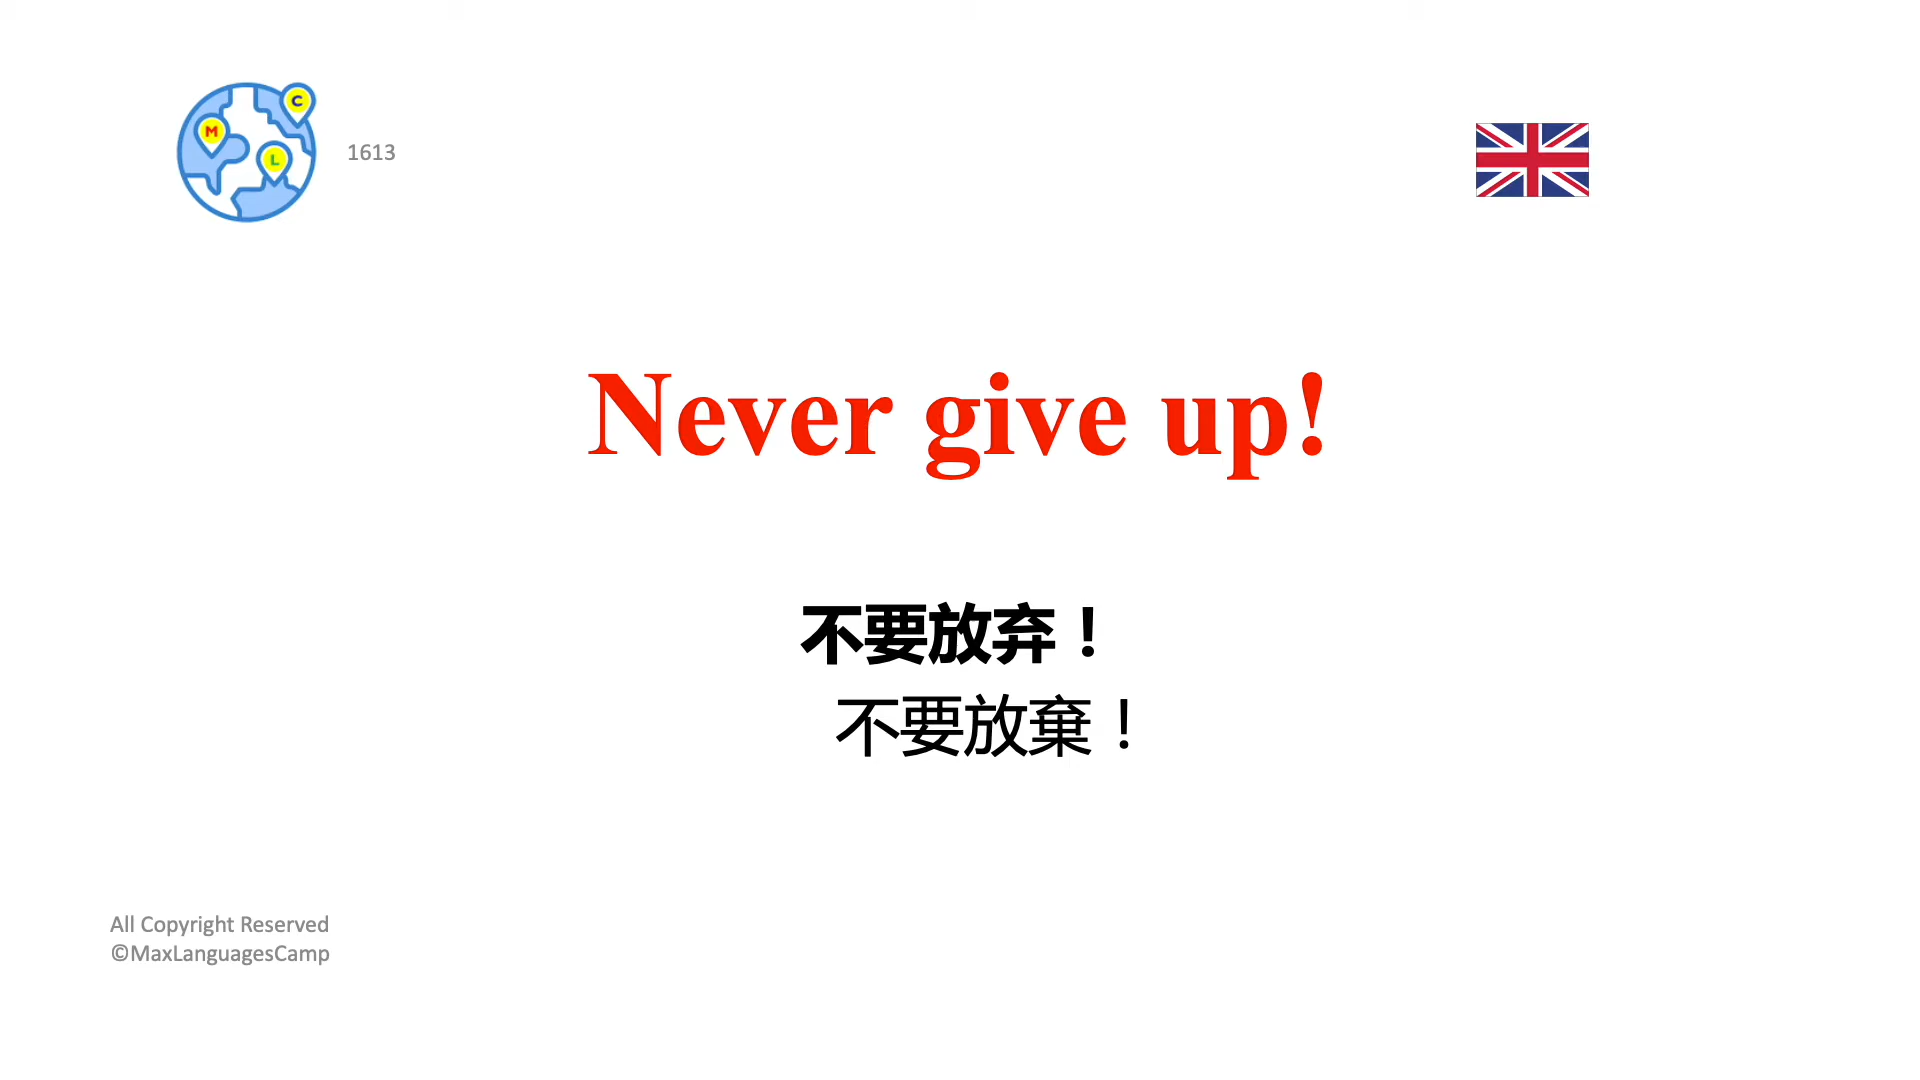 C
M
L
1613
Never give up!
不要放弃！
不要放棄！
All Copyright Reserved
©MaxLanguagesCamp